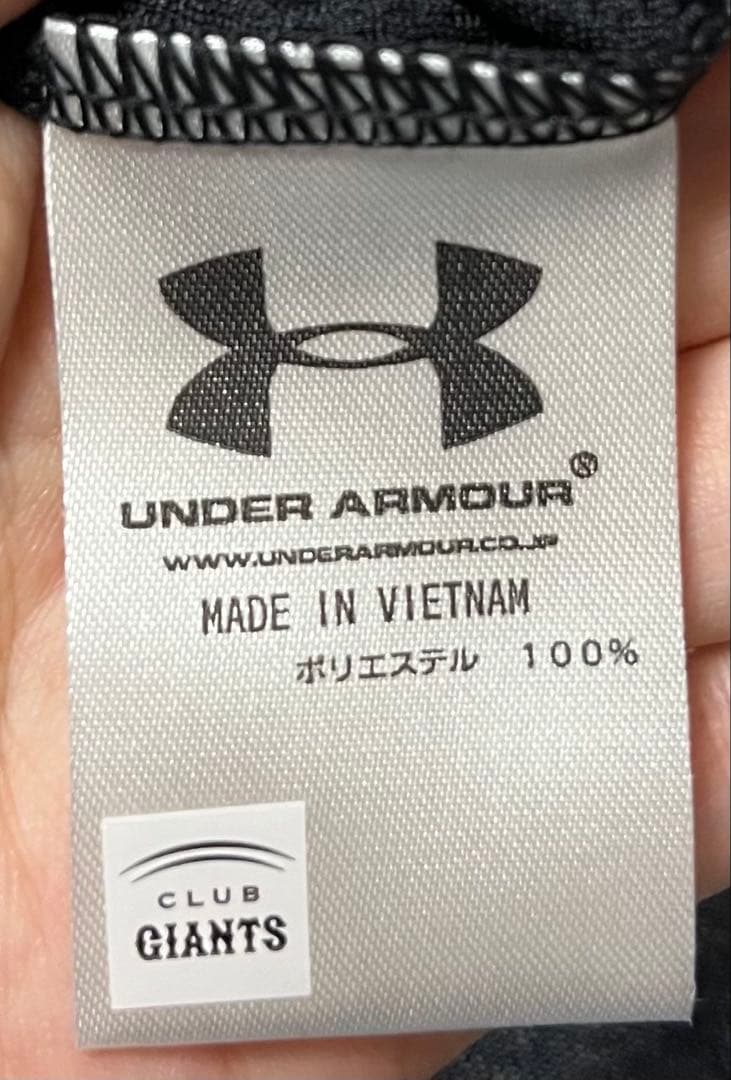 UNDER ARMOUR®
WWW.UNDERARMOUR.CO.JP
MADE IN VIETNAM
ポリエステル 100%
CLUB
GIANTS